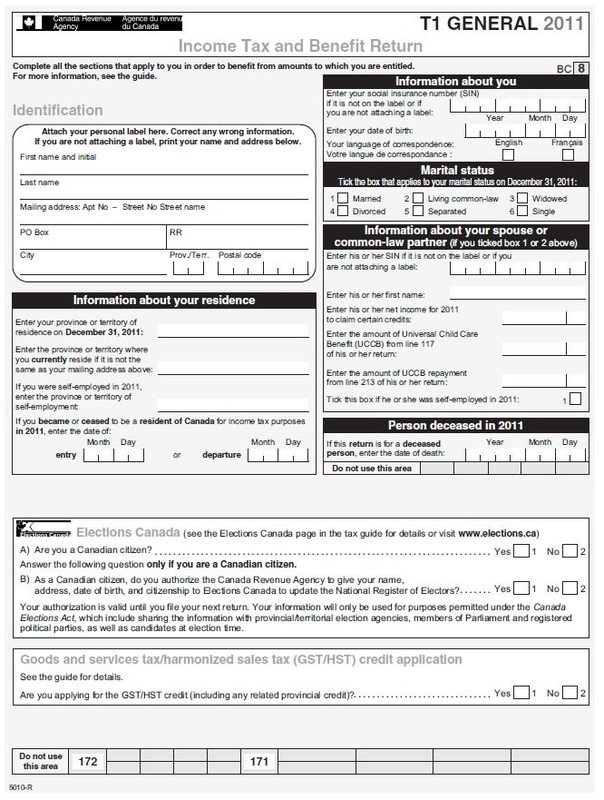 Canada Revenue Agency
Agence du revenu du Canada
T1 GENERAL 2011
Income Tax and Benefit Return
Complete all the sections that apply to you in order to benefit from amounts to which you are entitled.
For more information, see the guide.
BC 8
Identification
Attach your personal label here. Correct any wrong information.
If you are not attaching a label, print your name and address below.
First name and initial
Last name
Mailing address: Apt No – Street No Street name
PO Box RR
City Prov./Terr. Postal code
Information about your residence
Enter your province or territory of
residence on December 31, 2011:
Enter the province or territory where
you currently reside if it is not the
same as your mailing address above:
If you were self-employed in 2011,
enter the province or territory of
self-employment:
If you became or ceased to be a resident of Canada for income tax purposes
in 2011, enter the date of:
Month Day Month Day
entry or departure
Information about you
Enter your social insurance number (SIN)
if it is not on the label or if
you are not attaching a label:
Year Month Day
Enter your date of birth:
Your language of correspondence: English Français
Votre langue de correspondance :
Marital status
Tick the box that applies to your marital status on December 31, 2011:
1 Married 2 Living common-law 3 Widowed
4 Divorced 5 Separated 6 Single
Information about your spouse or
common-law partner (if you ticked box 1 or 2 above)
Enter his or her SIN if it is not on the label or if you
are not attaching a label:
Enter his or her first name:
Enter his or her net income for 2011
to claim certain credits:
Enter the amount of Universal Child Care
Benefit (UCCB) from line 117
of his or her return:
Enter the amount of UCCB repayment
from line 213 of his or her return:
Tick this box if he or she was self-employed in 2011: 1
Person deceased in 2011
If this return is for a deceased Year Month Day
person, enter the date of death:
Do not use this area
Elections Canada
Elections Canada (see the Elections Canada page in the tax guide for details or visit www.elections.ca)
A) Are you a Canadian citizen? Yes 1 No 2
Answer the following question only if you are a Canadian citizen.
B) As a Canadian citizen, do you authorize the Canada Revenue Agency to give your name,
address, date of birth, and citizenship to Elections Canada to update the National Register of Electors? Yes 1 No 2
Your authorization is valid until you file your next return. Your information will only be used for purposes permitted under the Canada
Elections Act, which include sharing the information with provincial/territorial election agencies, members of Parliament and registered
political parties, as well as candidates at election time.
Goods and services tax/harmonized sales tax (GST/HST) credit application
See the guide for details.
Are you applying for the GST/HST credit (including any related provincial credit)? Yes 1 No 2
Do not use
this area 172 171
5010-R